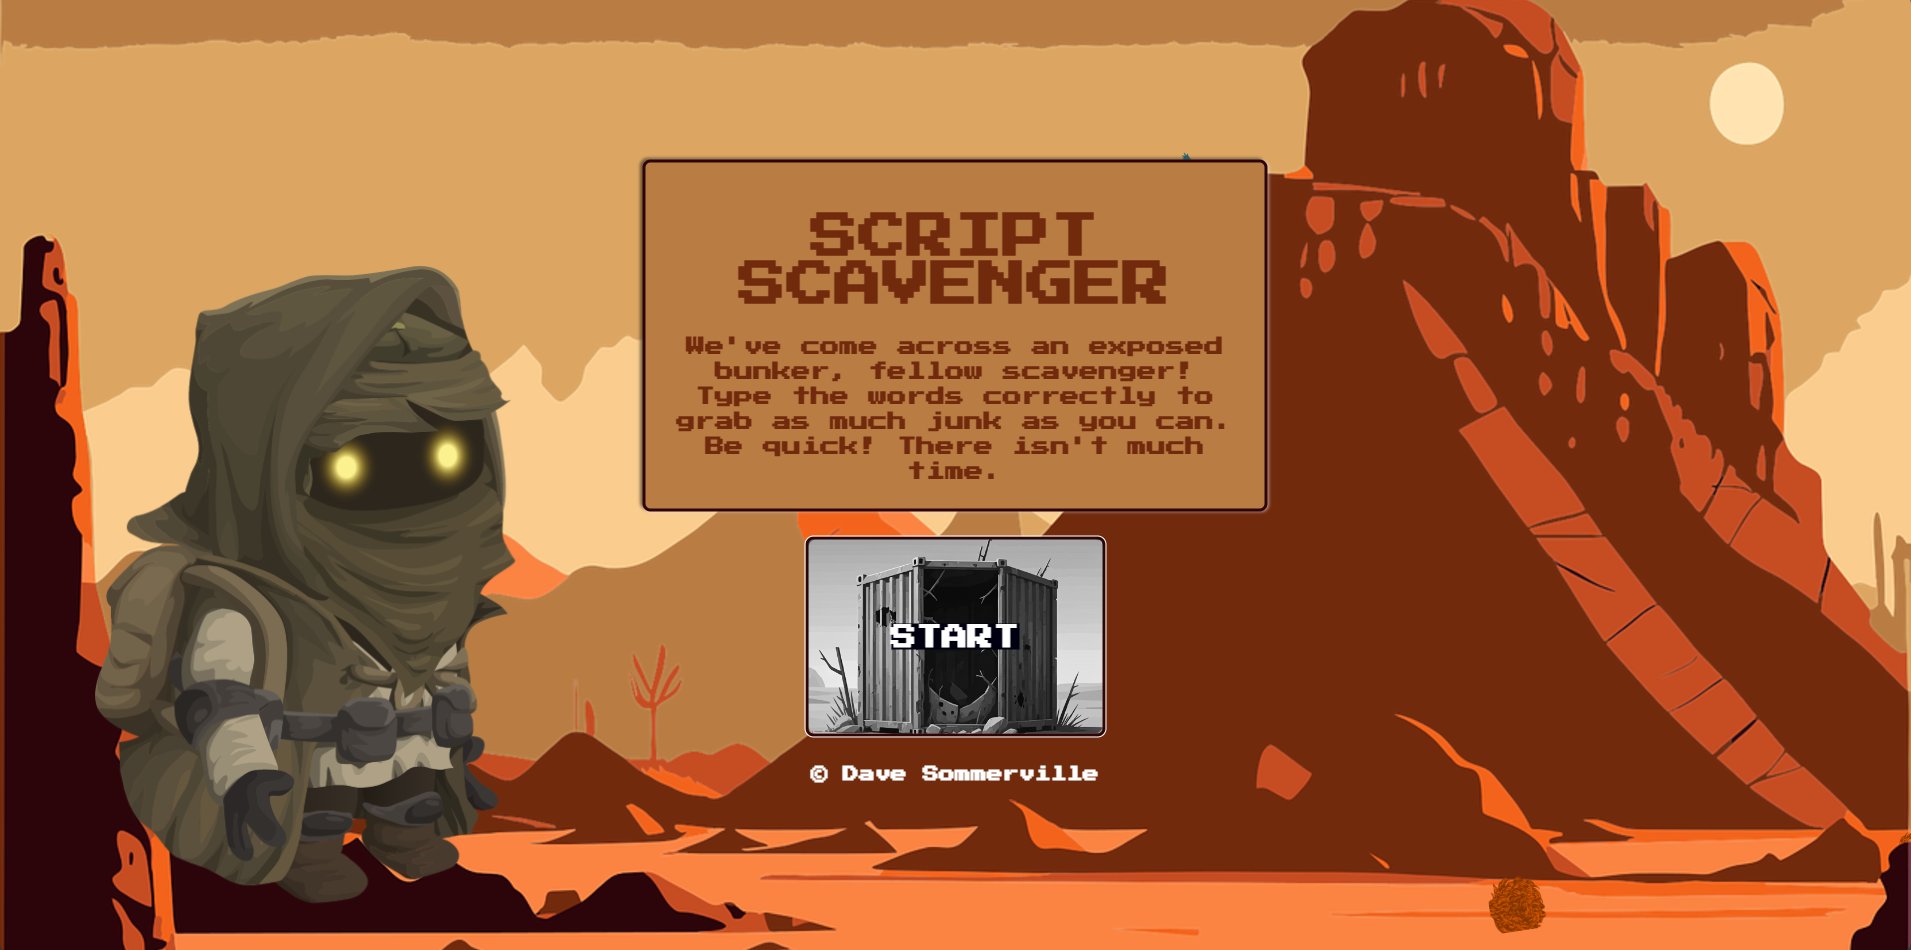 SCRIPT
SCAVENGER
We've come across an exposed
bunker, fellow scavenger!
Type the words correctly to
grab as much junk as you can.
Be quick! There isn't much
time.
START
© Dave Sommerville